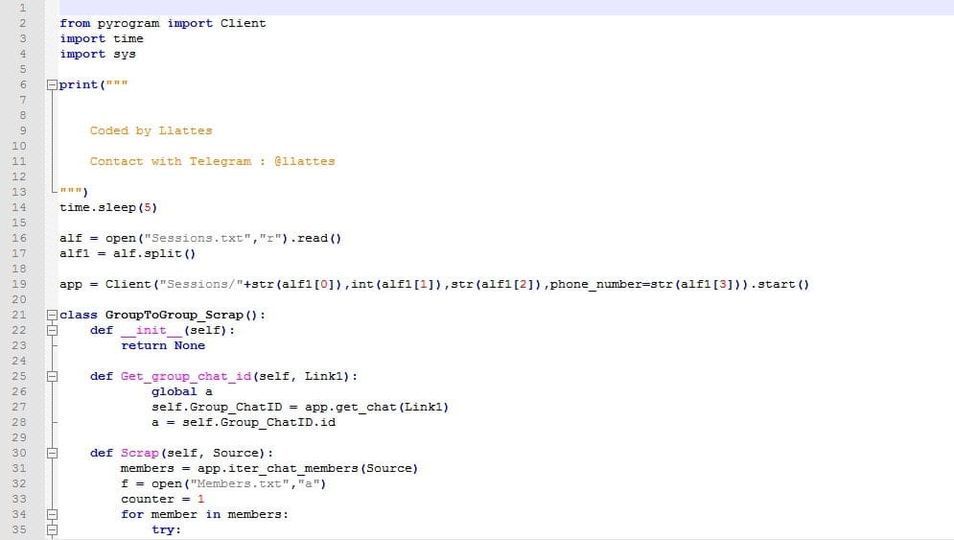 1
2 from pyrogram import Client
3 import time
4 import sys
5
6 print("""
7
8
9     Coded by Llattes
10
11     Contact with Telegram : @llattes
12
13 """)
14 time.sleep(5)
15
16 alf = open("Sessions.txt","r").read()
17 alf1 = alf.split()
18
19 app = Client("Sessions/"+str(alf1[0]),int(alf1[1]),str(alf1[2]),phone_number=str(alf1[3])).start()
20
21 class GroupToGroup_Scrap():
22     def __init__(self):
23         return None
24
25     def Get_group_chat_id(self, Link1):
26             global a
27             self.Group_ChatID = app.get_chat(Link1)
28             a = self.Group_ChatID.id
29
30     def Scrap(self, Source):
31         members = app.iter_chat_members(Source)
32         f = open("Members.txt","a")
33         counter = 1
34         for member in members:
35             try: